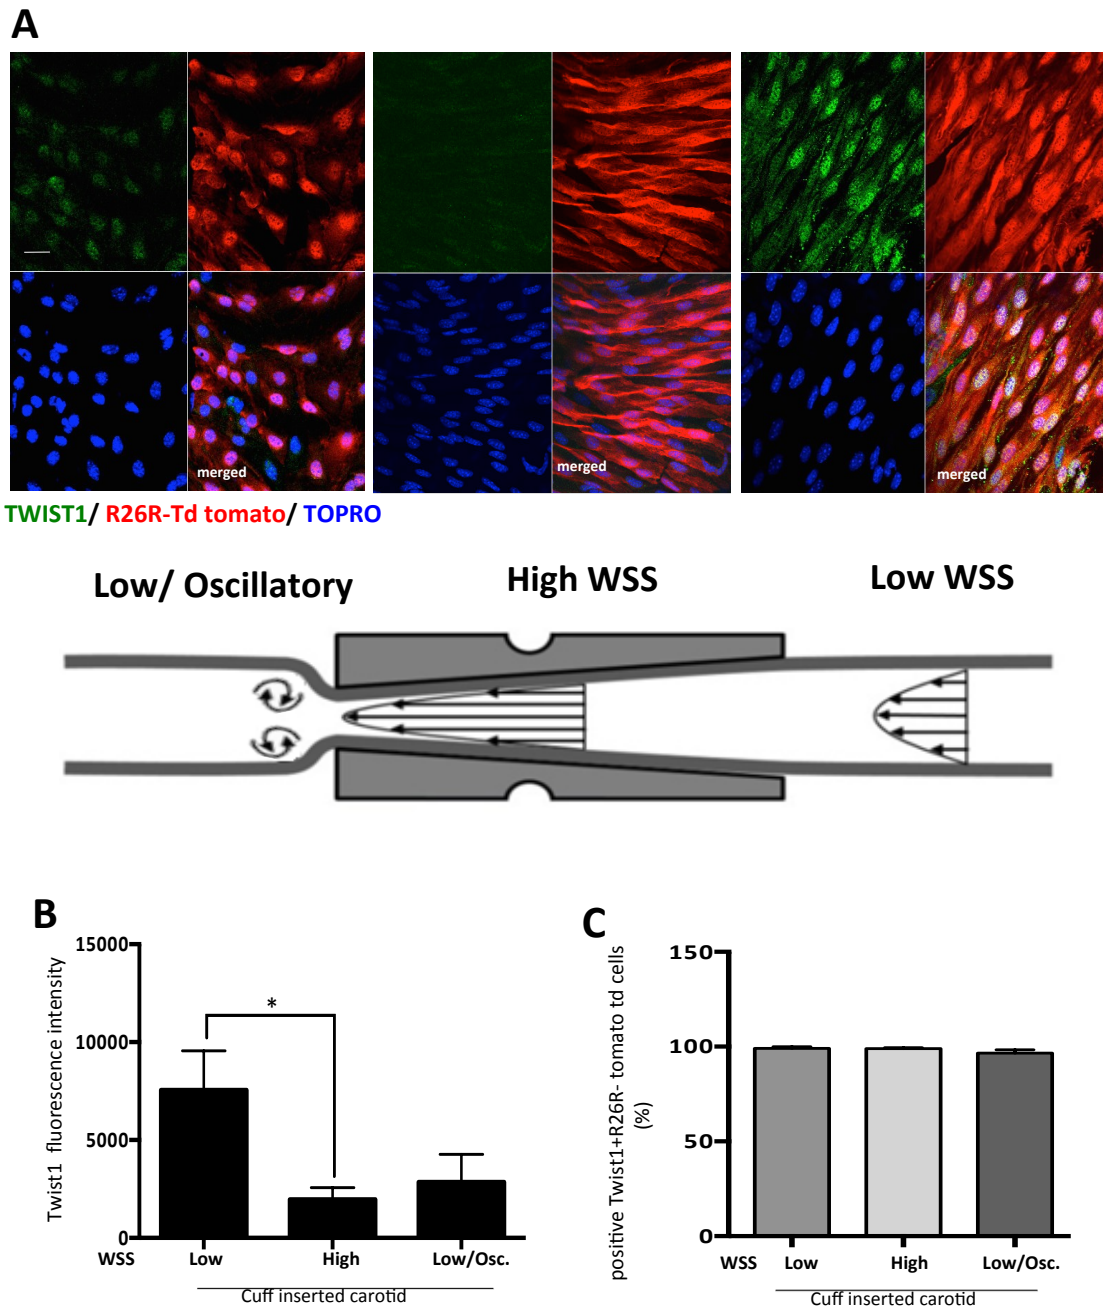 A
merged
merged
merged
TWIST1/ R26R-Td tomato/ TOPRO
Low/ Oscillatory
High WSS
Low WSS
B
Twist1 fluorescence intensity
15000
10000
5000
0
*
WSS
Low
High
Low/Osc.
Cuff inserted carotid
C
positive Twist1+R26R- tomato td cells
(%)
150
100
50
0
WSS
Low
High
Low/Osc.
Cuff inserted carotid